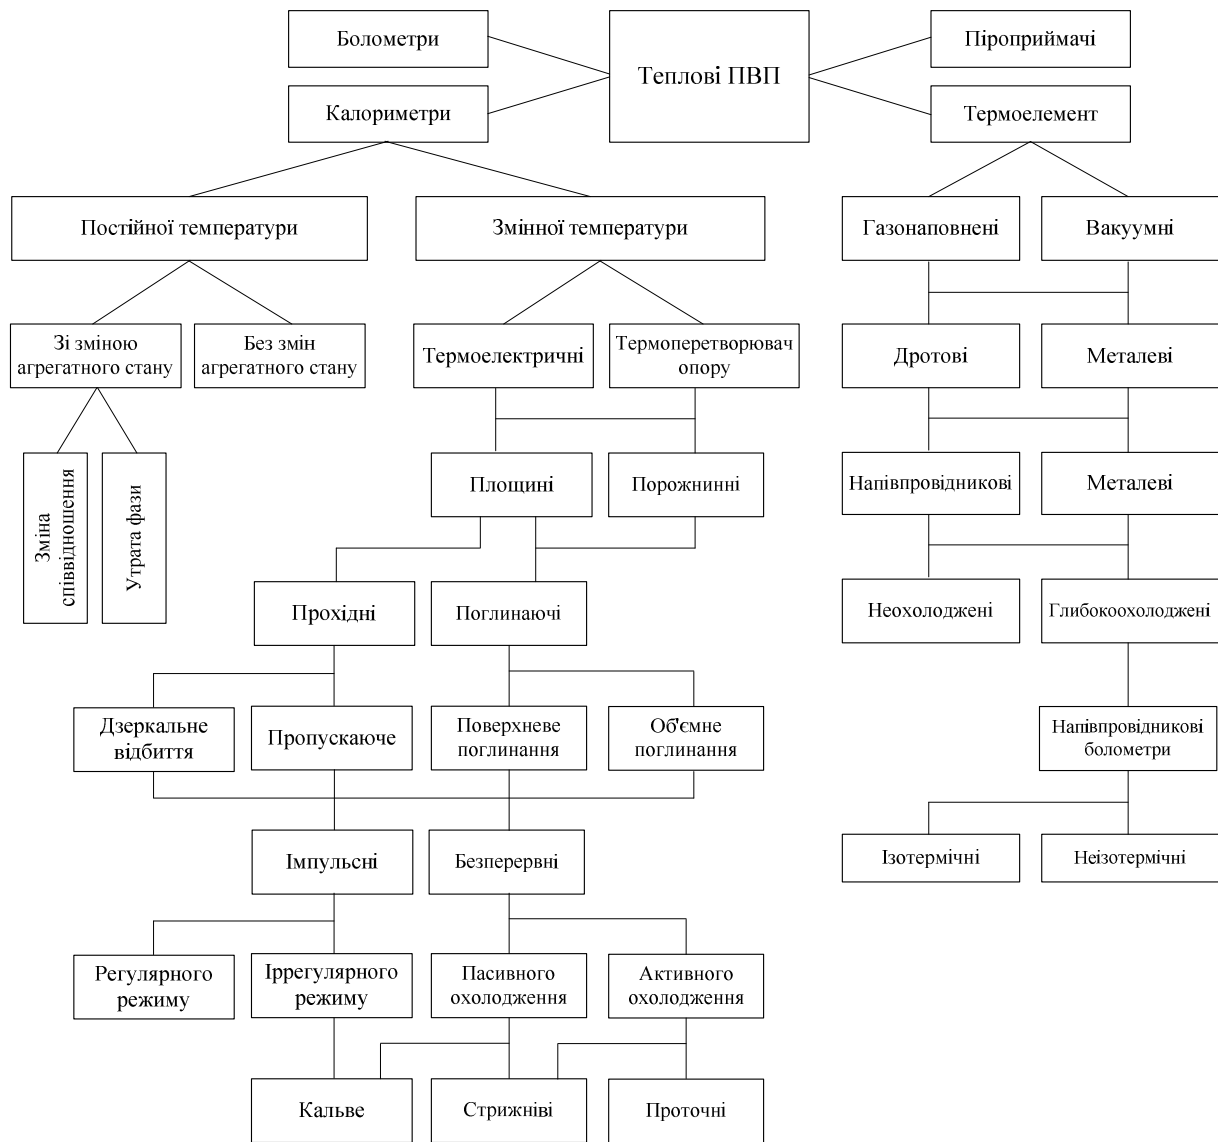 Болометри
Теплові ПВП
Піроприймачі
Калориметри
Термоелемент
Постійної температури
Змінної температури
Газонаповнені
Вакуумні
Зі зміною
агрегатного стану
Без змін
агрегатного стану
Термоелектричні
Термоперетворювач
опору
Дротові
Металеві
Зміна
співвідношення
Утрата фази
Площині
Порожнинні
Напівпровідникові
Металеві
Прохідні
Поглинаючі
Неохолоджені
Глибокоохолоджені
Дзеркальне
відбиття
Пропускаюче
Поверхневе
поглинання
Об'ємне
поглинання
Напівпровідникові
болометри
Імпульсні
Безперервні
Ізотермічні
Неізотермічні
Регулярного
режиму
Іррегулярного
режиму
Пасивного
охолодження
Активного
охолодження
Кальве
Стрижніві
Проточні